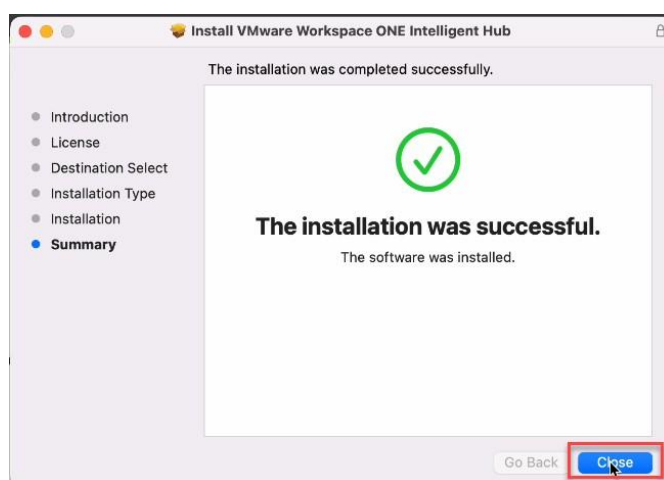 Install VMware Workspace ONE Intelligent Hub
The installation was completed successfully.
Introduction
License
Destination Select
Installation Type
Installation
Summary
The installation was successful.
The software was installed.
Go Back
Close